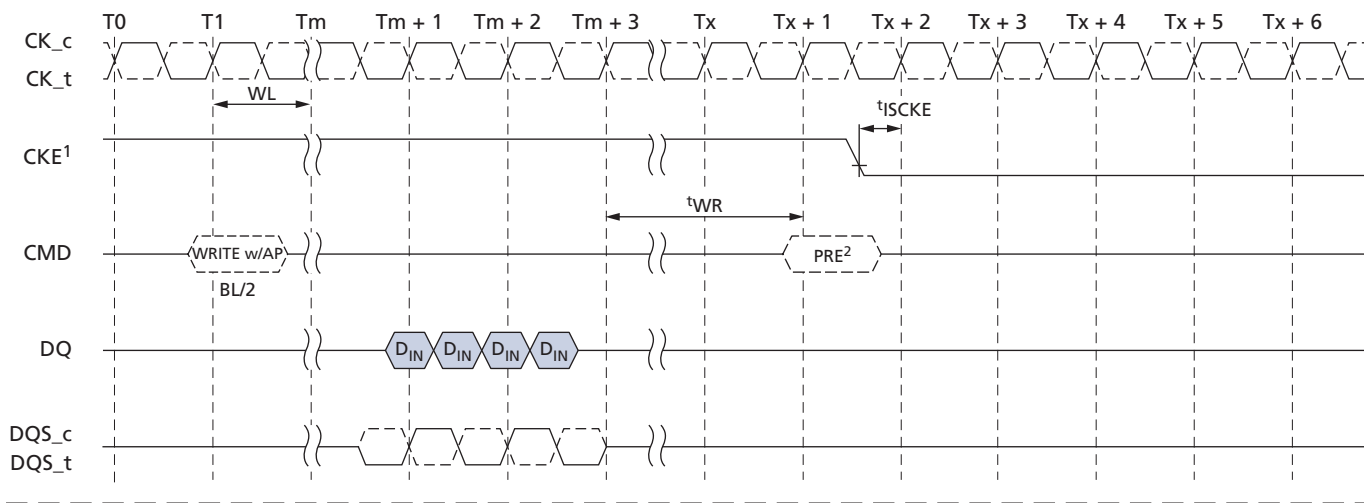 T0 T1 Tm Tm + 1 Tm + 2 Tm + 3 Tx Tx + 1 Tx + 2 Tx + 3 Tx + 4 Tx + 5 Tx + 6
CK_c
CK_t
WL
tISCKE
CKE1
tWR
CMD
WRITE w/AP
PRE2
BL/2
DQ
DIN DIN DIN DIN
DQS_c
DQS_t